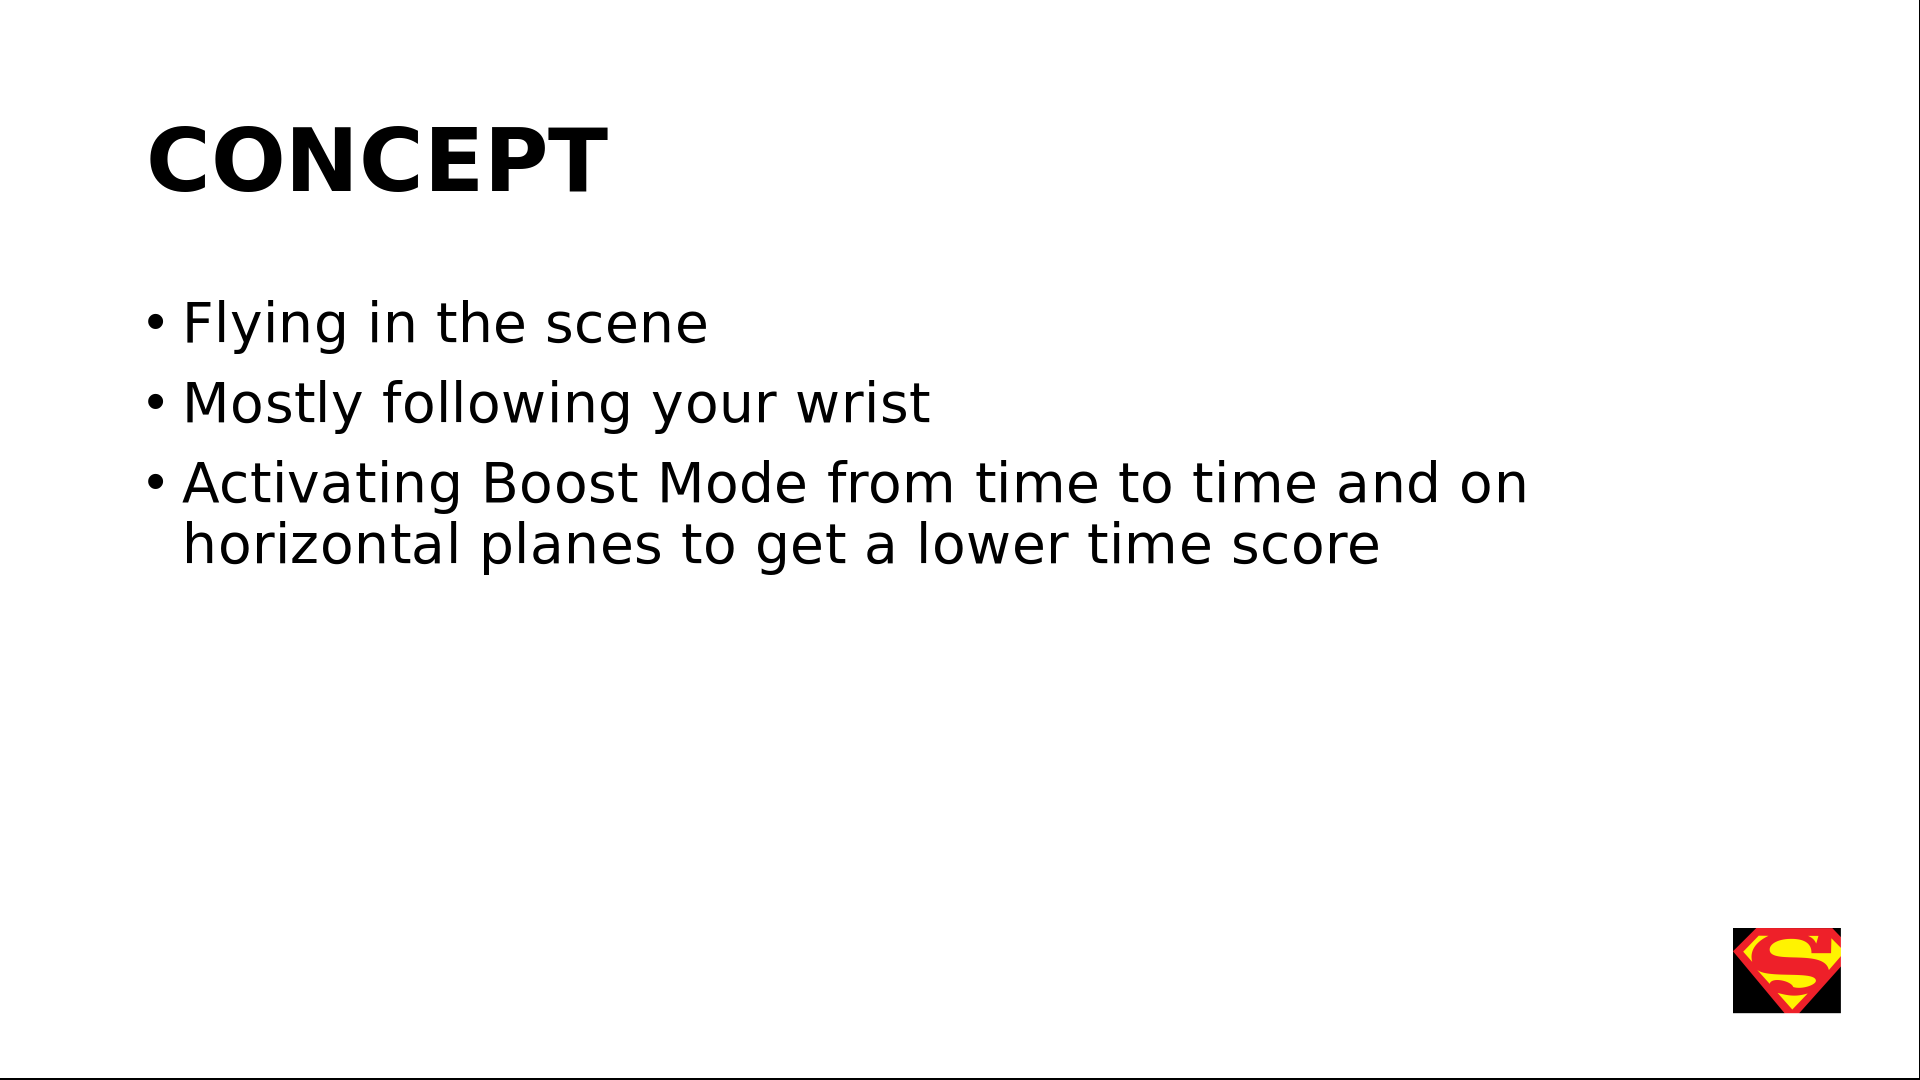 CONCEPT
• Flying in the scene
• Mostly following your wrist
• Activating Boost Mode from time to time and on
horizontal planes to get a lower time score
S